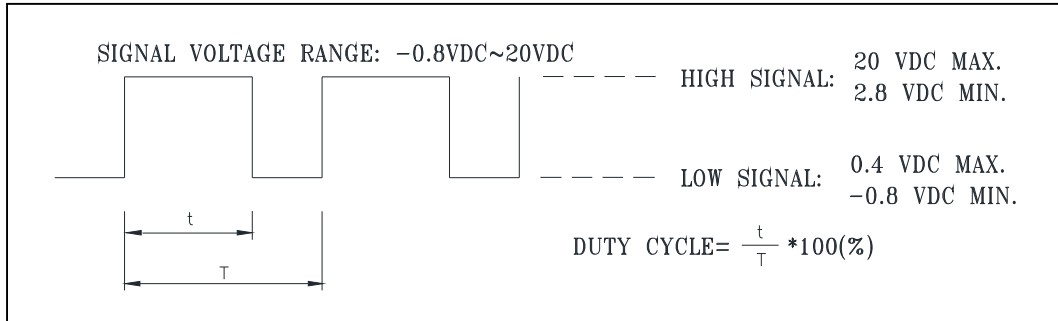 SIGNAL VOLTAGE RANGE: -0.8VDC~20VDC
HIGH SIGNAL: 20 VDC MAX.
2.8 VDC MIN.
LOW SIGNAL: 0.4 VDC MAX.
-0.8 VDC MIN.
t
T
DUTY CYCLE= t/T *100(%)